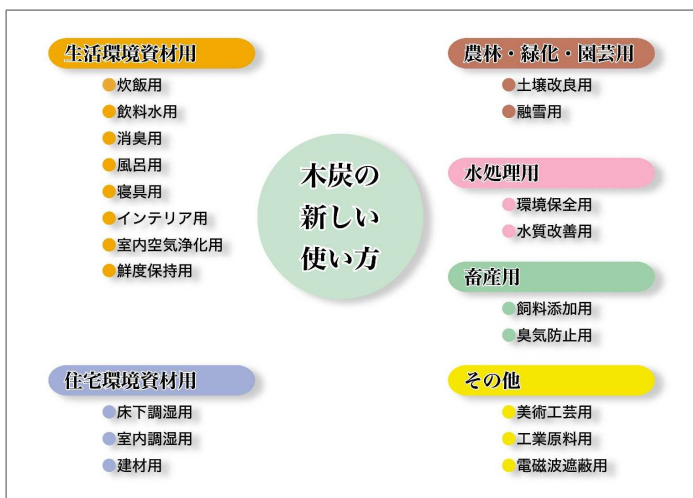 生活環境資材用
炊飯用
飲料水用
消臭用
風呂用
寝具用
インテリア用
室内空気浄化用
鮮度保持用
住宅環境資材用
床下調湿用
室内調湿用
建材用
木炭の
新しい
使い方
農林・緑化・園芸用
土壌改良用
融雪用
水処理用
環境保全用
水質改善用
畜産用
飼料添加用
臭気防止用
その他
美術工芸用
工業原料用
電磁波遮蔽用